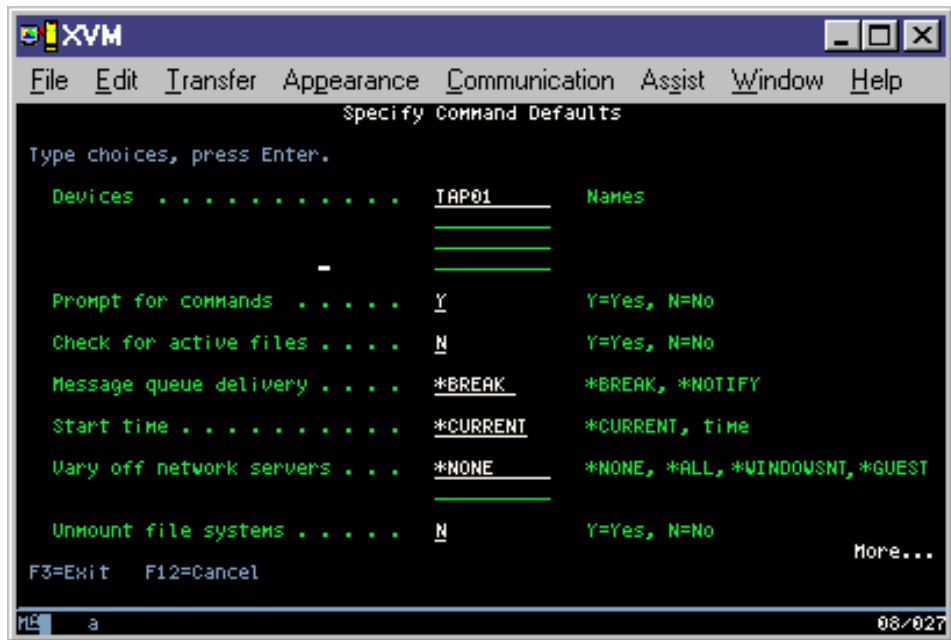 XVM
File Edit Transfer Appearance Communication Assist Window Help
Specify Command Defaults
Type choices, press Enter.
Devices . . . . . . . . . . . TAP01 Names
Prompt for commands . . . . . Y Y=Yes, N=No
Check for active files . . . . N Y=Yes, N=No
Message queue delivery . . . . *BREAK *BREAK, *NOTIFY
Start time . . . . . . . . . . *CURRENT *CURRENT, time
Vary off network servers . . . *NONE *NONE, *ALL, *WINDOWSNT, *GUEST
Unmount file systems . . . . . N Y=Yes, N=No
More...
F3=Exit F12=Cancel
MA a 08/027